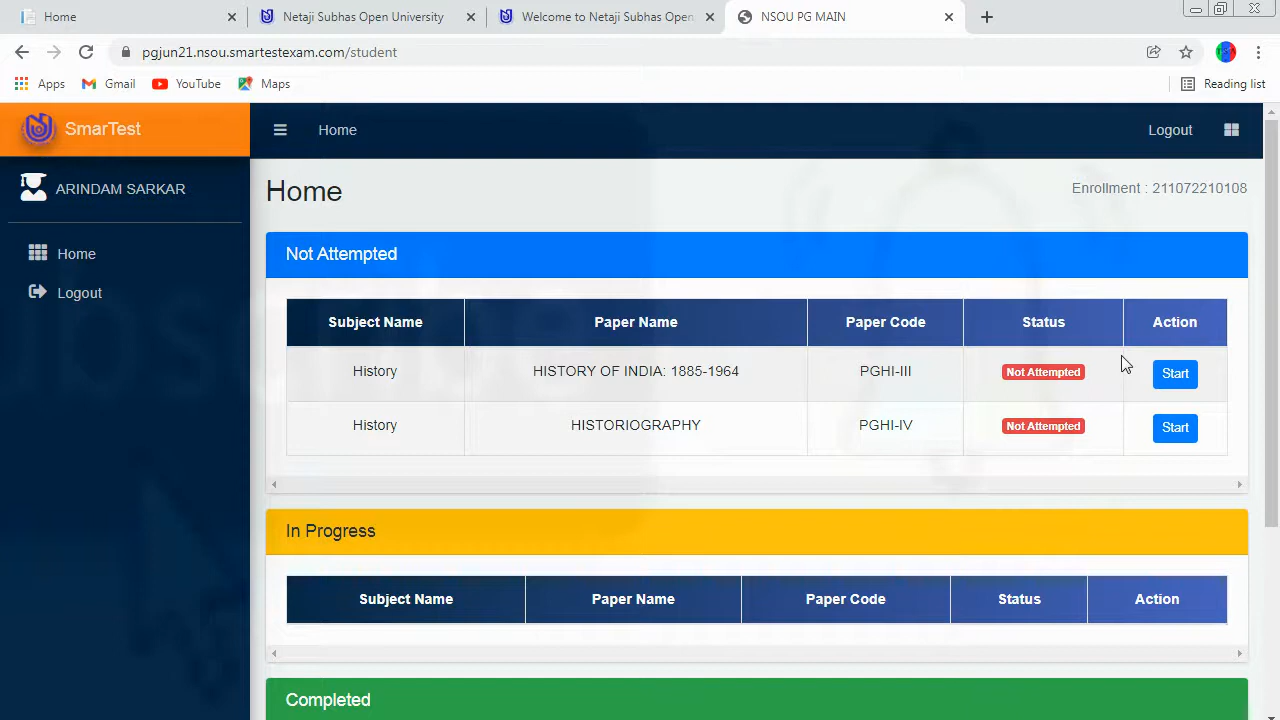 Home
Netaji Subhas Open University
Welcome to Netaji Subhas Open
NSOU PG MAIN
pgjun21.nsou.smartestexam.com/student
Apps Gmail YouTube Maps Reading list
SmarTest
Home Logout
ARINDAM SARKAR
Home
Logout
Home
Enrollment : 211072210108
Not Attempted
Subject Name Paper Name Paper Code Status Action
History HISTORY OF INDIA: 1885-1964 PGHI-III Not Attempted Start
History HISTORIOGRAPHY PGHI-IV Not Attempted Start
In Progress
Subject Name Paper Name Paper Code Status Action
Completed